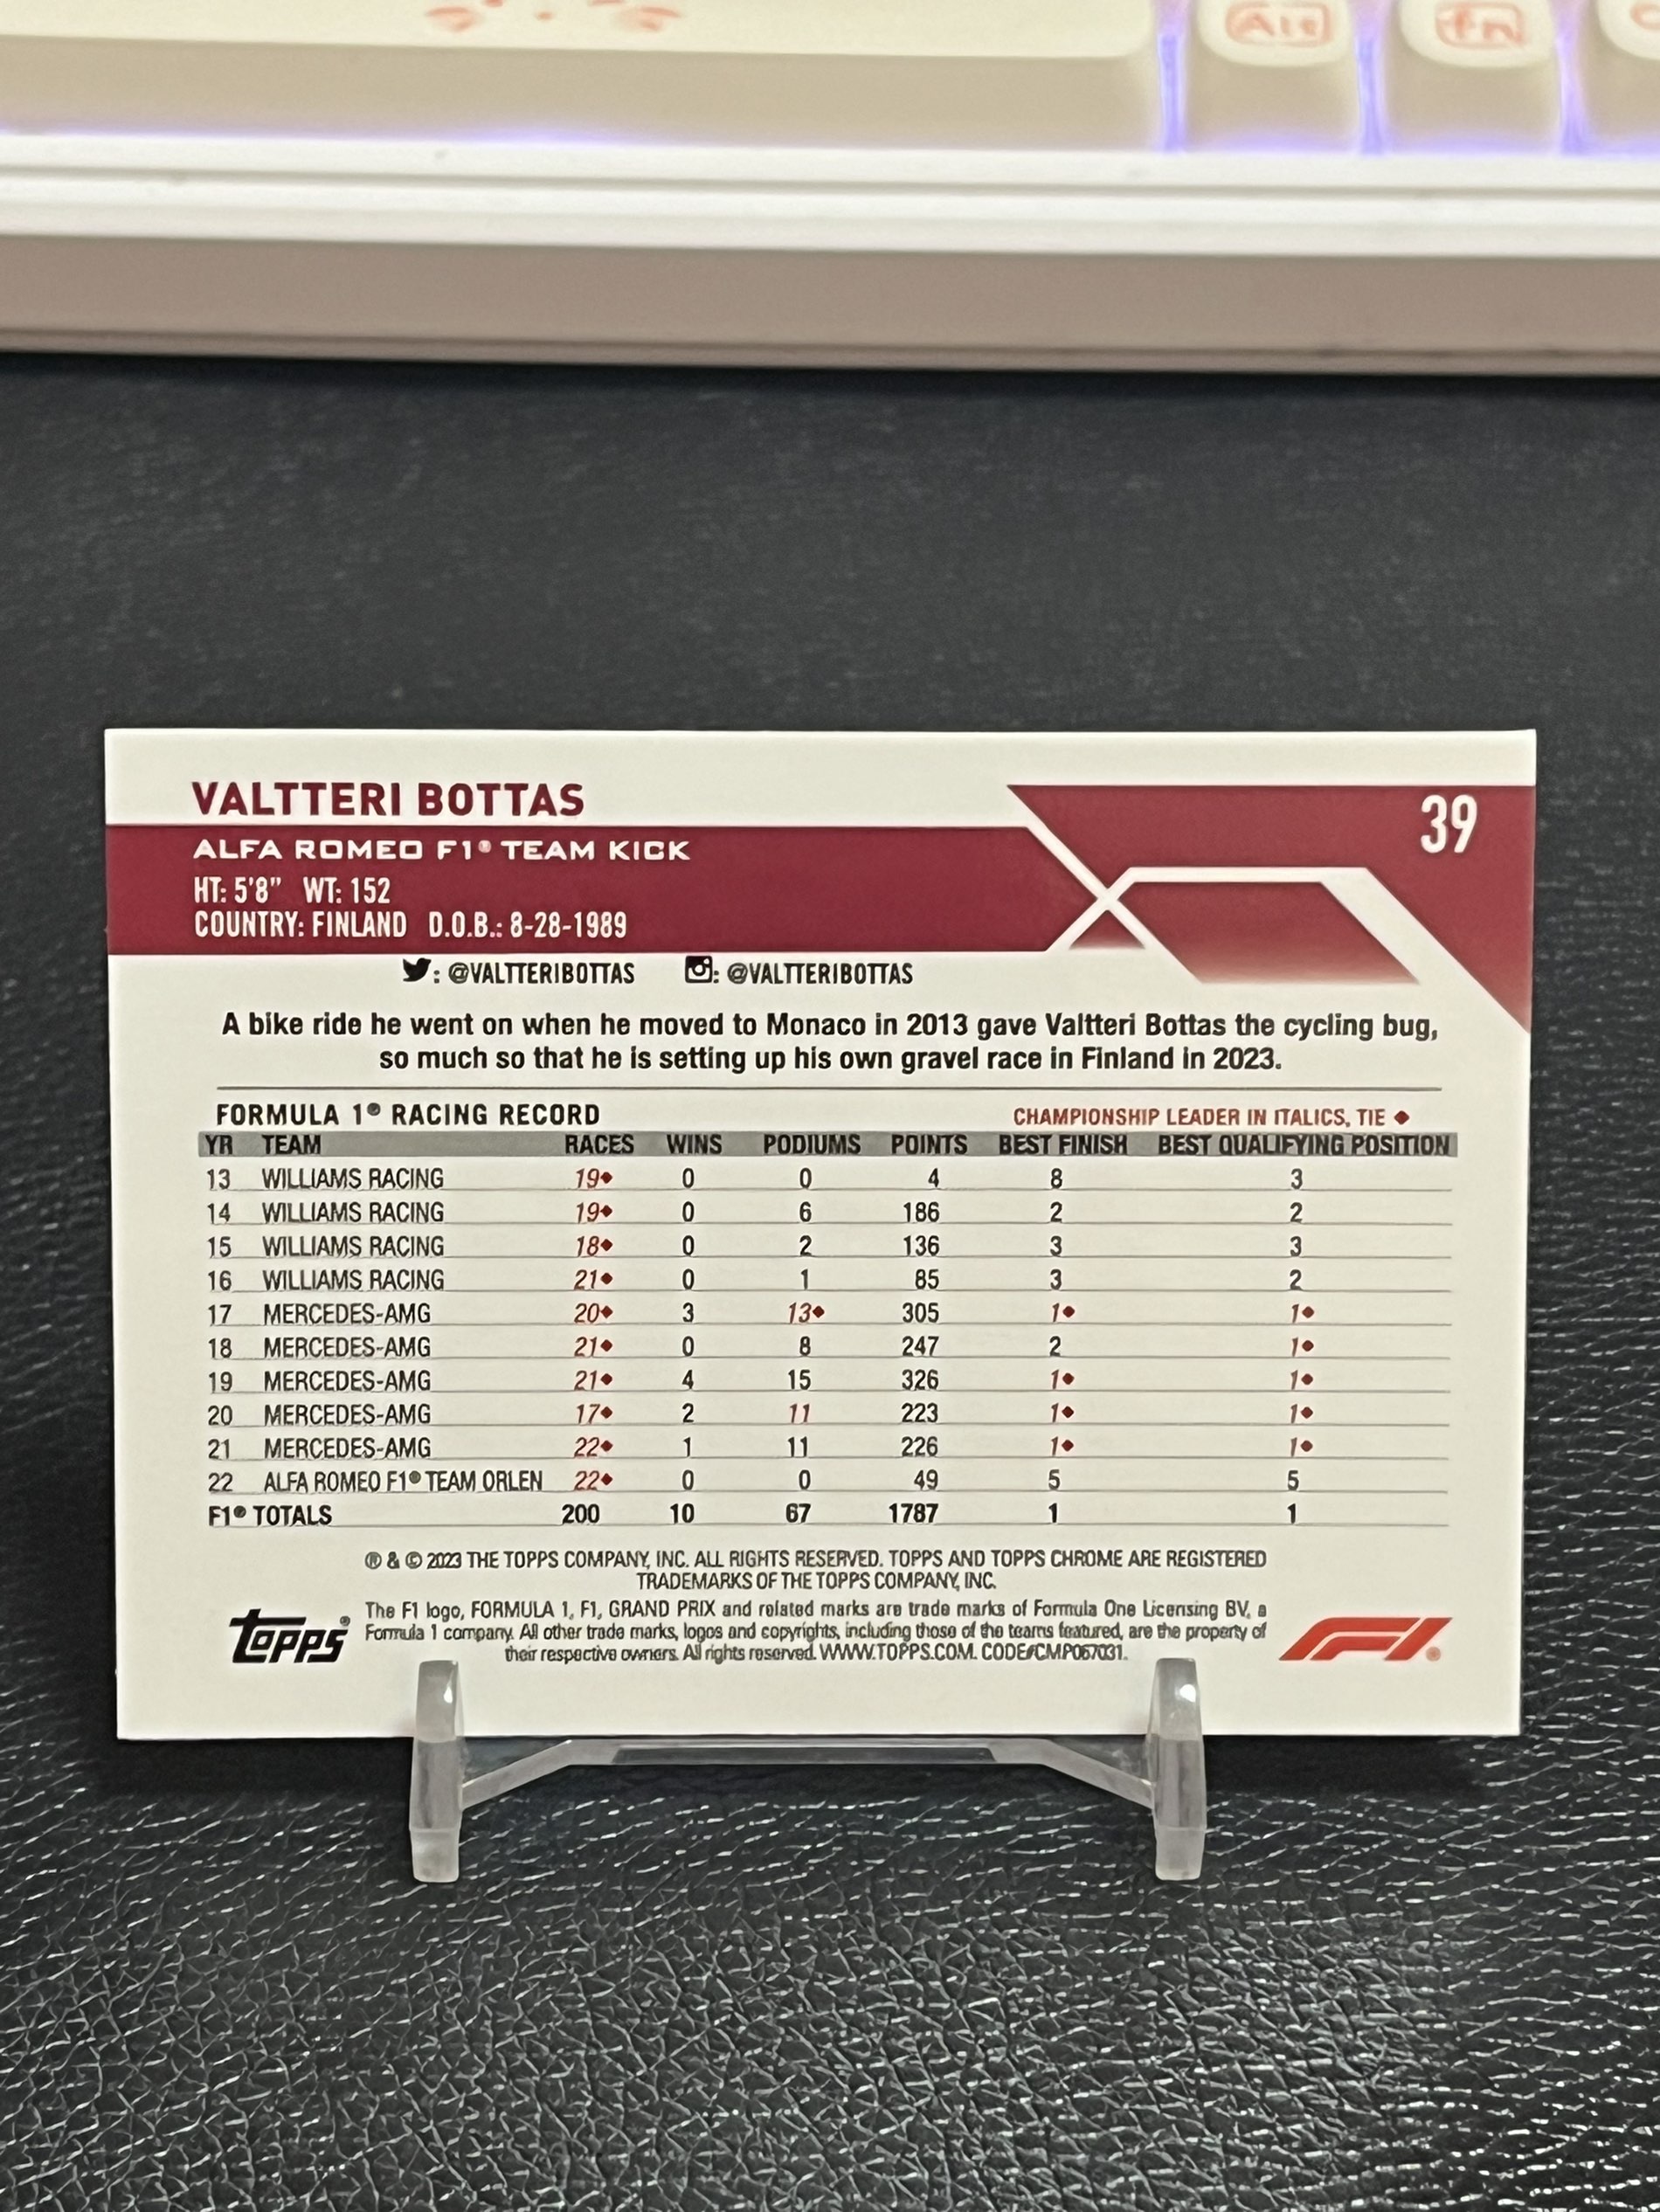 Alt
fn
VALTTERI BOTTAS
39
ALFA ROMEO F1® TEAM KICK
HT: 5'8" WT: 152
COUNTRY: FINLAND D.O.B.: 8-28-1989
: @VALTTERIBOTTAS : @VALTTERIBOTTAS
A bike ride he went on when he moved to Monaco in 2013 gave Valtteri Bottas the cycling bug,
so much so that he is setting up his own gravel race in Finland in 2023.
FORMULA 1® RACING RECORD CHAMPIONSHIP LEADER IN ITALICS, TIE ◆
YR TEAM RACES WINS PODIUMS POINTS BEST FINISH BEST QUALIFYING POSITION
13 WILLIAMS RACING 19◆ 0 0 4 8 3
14 WILLIAMS RACING 19◆ 0 6 186 2 2
15 WILLIAMS RACING 18◆ 0 2 136 3 3
16 WILLIAMS RACING 21◆ 0 1 85 3 2
17 MERCEDES-AMG 20◆ 3 13◆ 305 1◆ 1◆
18 MERCEDES-AMG 21◆ 0 8 247 2 1◆
19 MERCEDES-AMG 21◆ 4 15 326 1◆ 1◆
20 MERCEDES-AMG 17◆ 2 11 223 1◆ 1◆
21 MERCEDES-AMG 22◆ 1 11 226 1◆ 1◆
22 ALFA ROMEO F1® TEAM ORLEN 22◆ 0 0 49 5 5
F1® TOTALS 200 10 67 1787 1 1
® & © 2023 THE TOPPS COMPANY, INC. ALL RIGHTS RESERVED. TOPPS AND TOPPS CHROME ARE REGISTERED
TRADEMARKS OF THE TOPPS COMPANY, INC.
The F1 logo, FORMULA 1, F1, GRAND PRIX and related marks are trade marks of Formula One Licensing BV, a
Formula 1 company. All other trade marks, logos and copyrights, including those of the teams featured, are the property of
their respective owners. All rights reserved. WWW.TOPPS.COM. CODE#CMP067031.
topps®
F1®